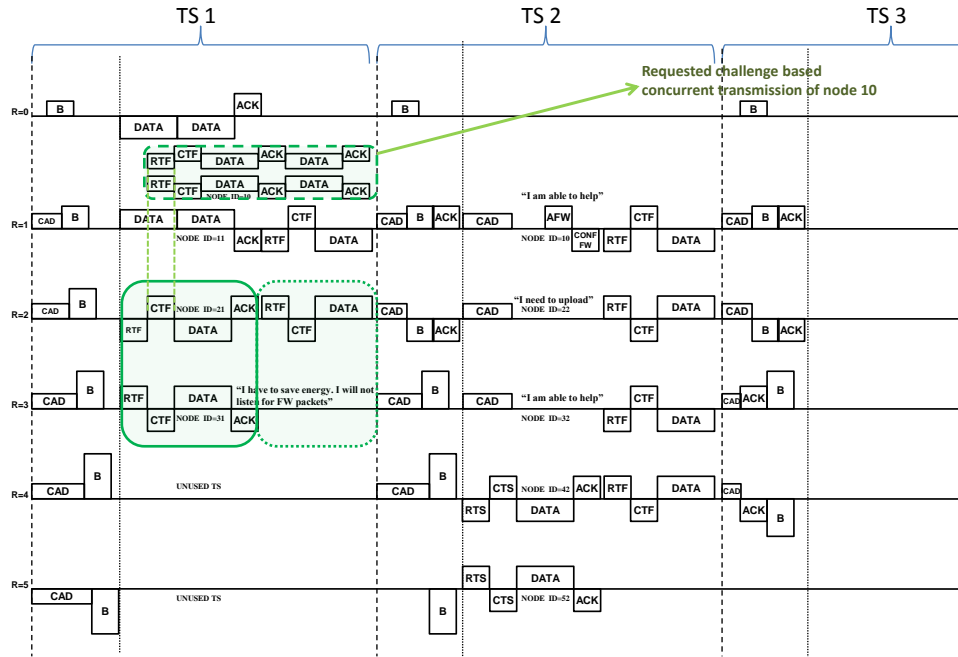 TS 1 TS 2 TS 3
Requested challenge based
concurrent transmission of node 10
R=0 B ACK B B
DATA DATA
RTF CTF DATA ACK DATA ACK
RTF CTF DATA ACK DATA ACK
NODE ID=10
"I am able to help"
R=1 CAD B DATA DATA CTF CAD B ACK CAD AFW CTF CAD B ACK
NODE ID=11 ACK RTF DATA NODE ID=10 CONF FW RTF DATA
"I need to upload"
R=2 CAD B CTF NODE ID=21 ACK RTF DATA CAD CAD NODE ID=22 RTF DATA CAD
RTF DATA CTF B ACK CTF B ACK
R=3 CAD B RTF DATA "I have to save energy. I will not
listen for FW packets" CAD B CAD "I am able to help" CTF CAD ACK B
CTF NODE ID=31 ACK NODE ID=32 RTF DATA
R=4 CAD B UNUSED TS CAD B CTS NODE ID=42 ACK RTF DATA CAD
RTS DATA CTF ACK B
R=5 RTS DATA
CAD B UNUSED TS B CTS NODE ID=52 ACK